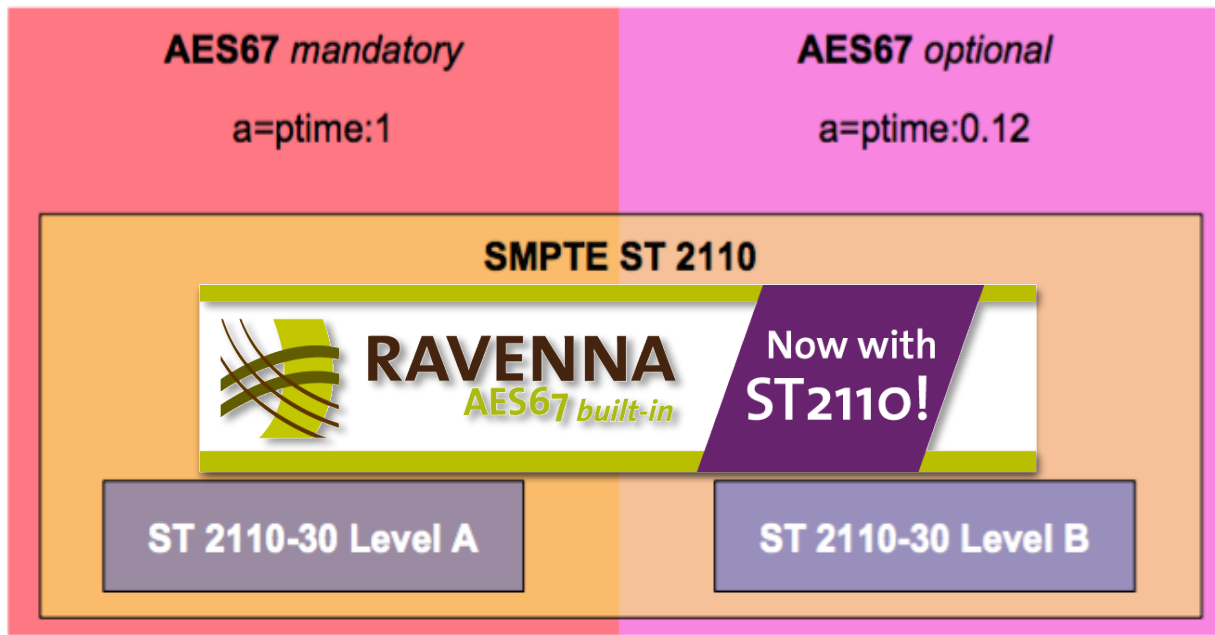 AES67 mandatory
AES67 optional
a=ptime:1
a=ptime:0.12
SMPTE ST 2110
RAVENNA
AES67 built-in
Now with
ST2110!
ST 2110-30 Level A
ST 2110-30 Level B